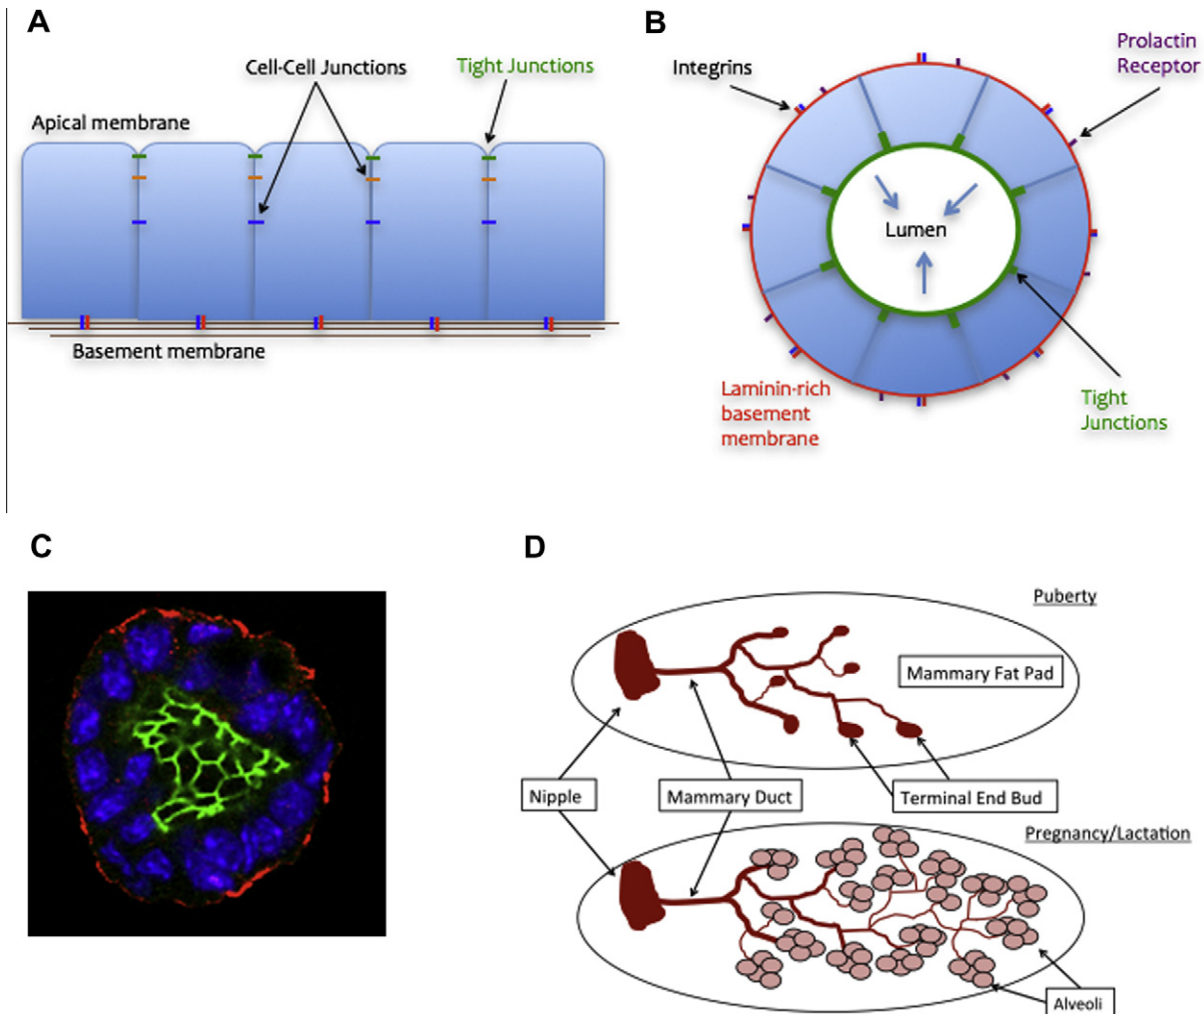 A
Cell-Cell Junctions
Tight Junctions
Apical membrane
Basement membrane
B
Integrins
Prolactin
Receptor
Lumen
Laminin-rich
basement
membrane
Tight
Junctions
C
D
Puberty
Mammary Fat Pad
Nipple
Mammary Duct
Terminal End Bud
Pregnancy/Lactation
Alveoli